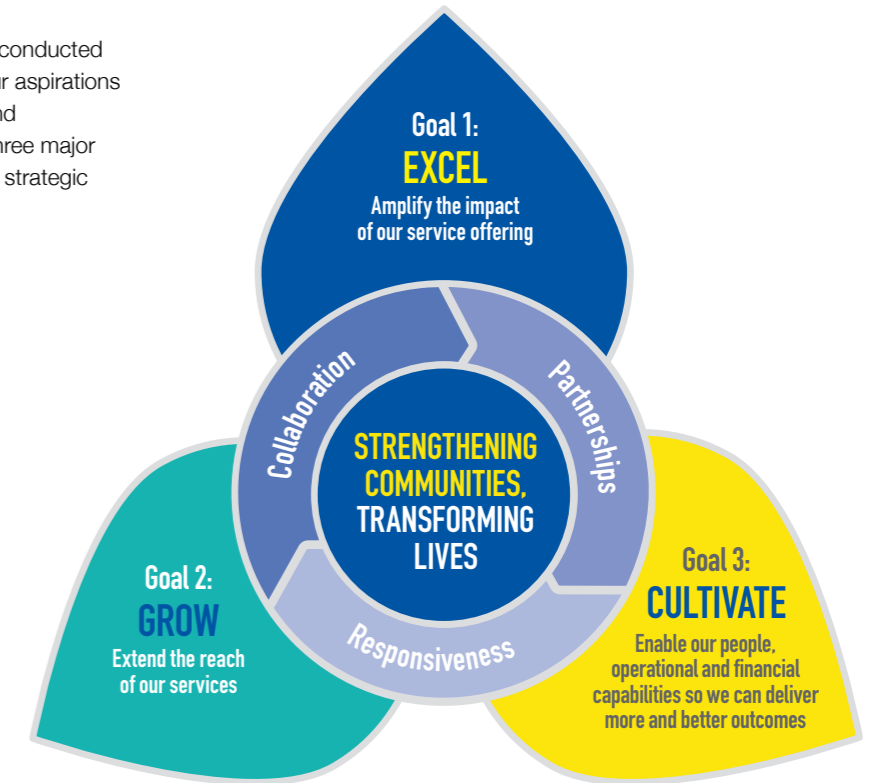 conducted
r aspirations
nd
hree major
strategic
Goal 1:
EXCEL
Amplify the impact
of our service offering
Collaboration
Partnerships
Responsiveness
STRENGTHENING
COMMUNITIES,
TRANSFORMING
LIVES
Goal 2:
GROW
Extend the reach
of our services
Goal 3:
CULTIVATE
Enable our people,
operational and financial
capabilities so we can deliver
more and better outcomes